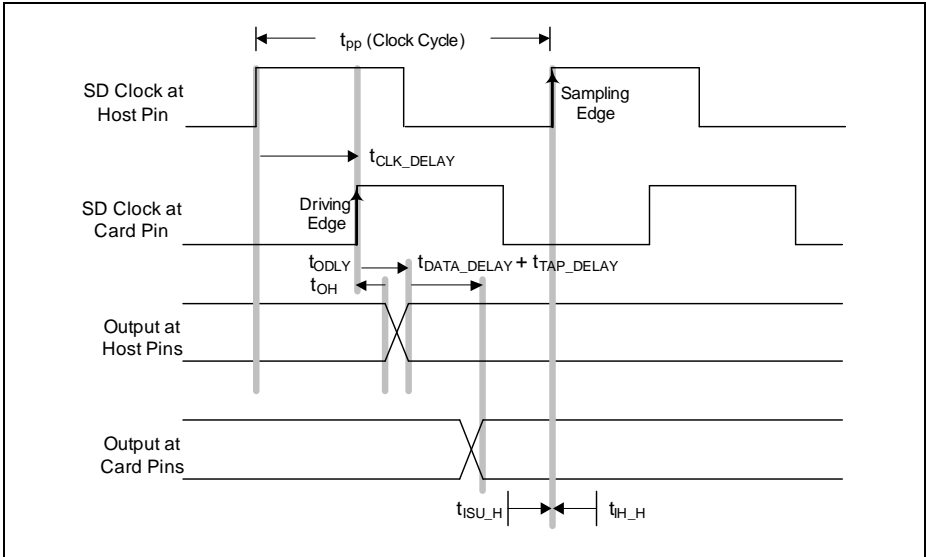 tpp (Clock Cycle)
SD Clock at
Host Pin
Sampling
Edge
tCLK_DELAY
SD Clock at
Card Pin
Driving
Edge
tODLY
tDATA_DELAY + tTAP_DELAY
tOH
Output at
Host Pins
Output at
Card Pins
tISU_H
tIH_H